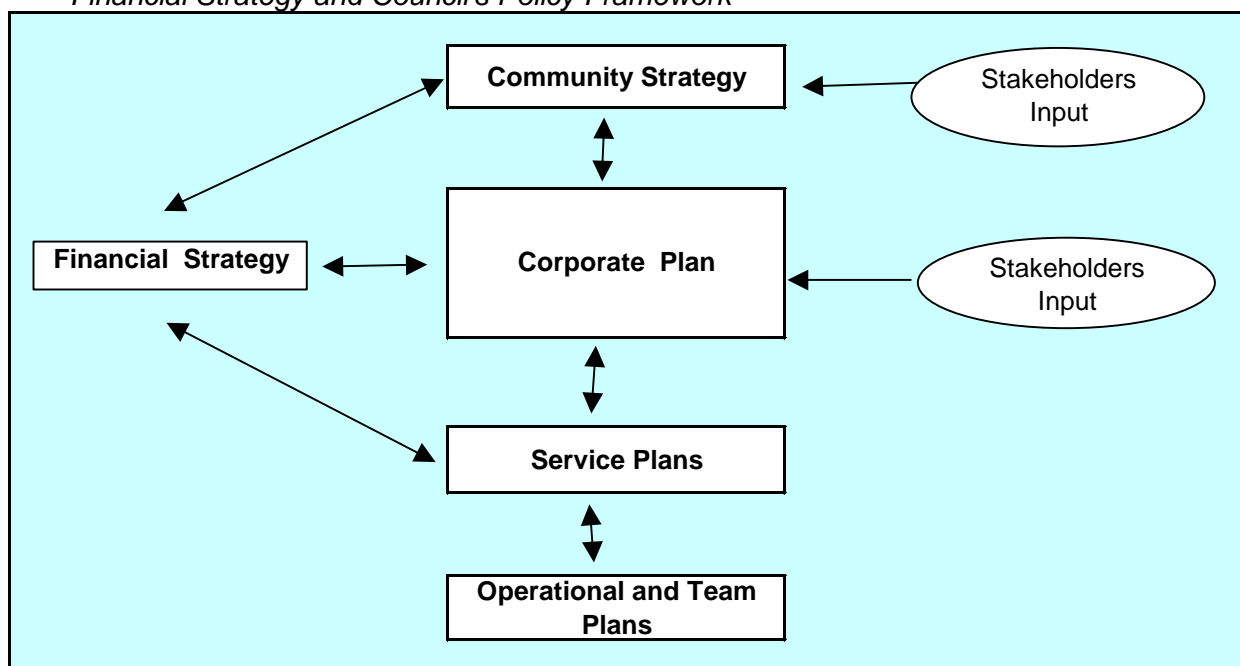 Financial Strategy and Council's Policy Framework
Community Strategy
Stakeholders
Input
Financial Strategy
Corporate Plan
Stakeholders
Input
Service Plans
Operational and Team
Plans